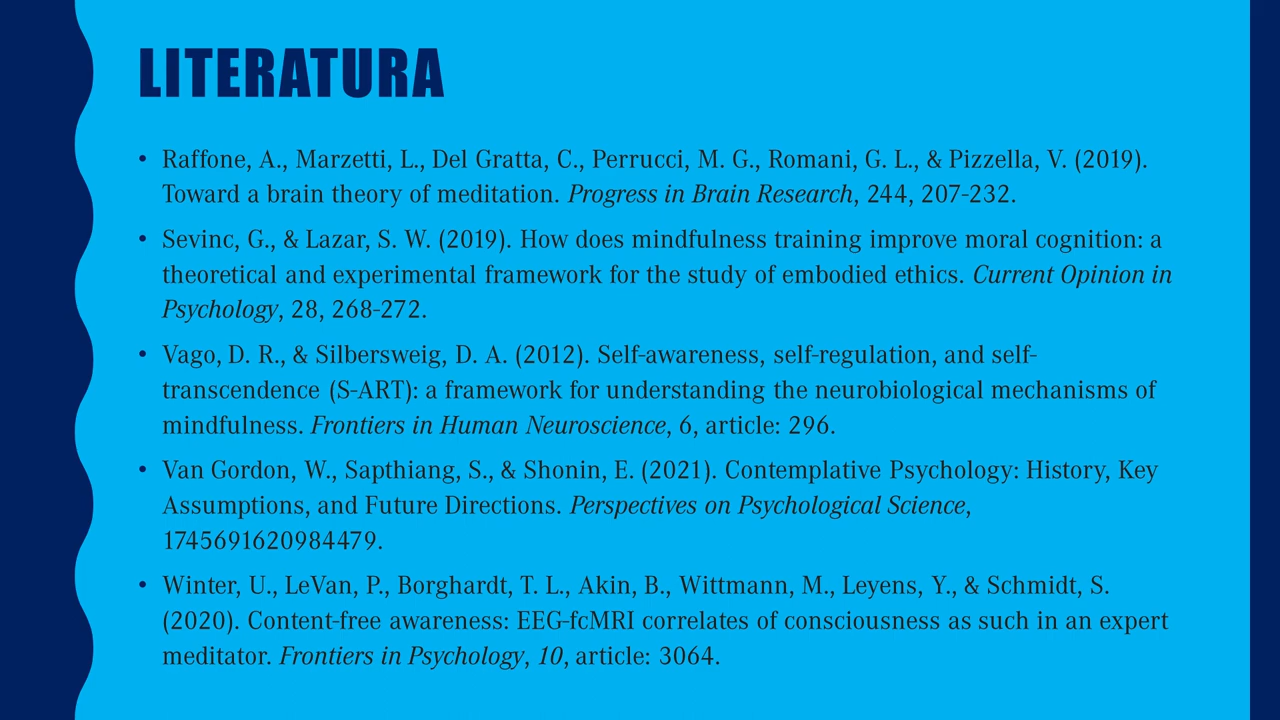 LITERATURA
• Raffone, A., Marzetti, L., Del Gratta, C., Perrucci, M. G., Romani, G. L., & Pizzella, V. (2019).
Toward a brain theory of meditation. Progress in Brain Research, 244, 207-232.
• Sevinc, G., & Lazar, S. W. (2019). How does mindfulness training improve moral cognition: a
theoretical and experimental framework for the study of embodied ethics. Current Opinion in
Psychology, 28, 268-272.
• Vago, D. R., & Silbersweig, D. A. (2012). Self-awareness, self-regulation, and self-
transcendence (S-ART): a framework for understanding the neurobiological mechanisms of
mindfulness. Frontiers in Human Neuroscience, 6, article: 296.
• Van Gordon, W., Sapthiang, S., & Shonin, E. (2021). Contemplative Psychology: History, Key
Assumptions, and Future Directions. Perspectives on Psychological Science,
1745691620984479.
• Winter, U., LeVan, P., Borghardt, T. L., Akin, B., Wittmann, M., Leyens, Y., & Schmidt, S.
(2020). Content-free awareness: EEG-fcMRI correlates of consciousness as such in an expert
meditator. Frontiers in Psychology, 10, article: 3064.